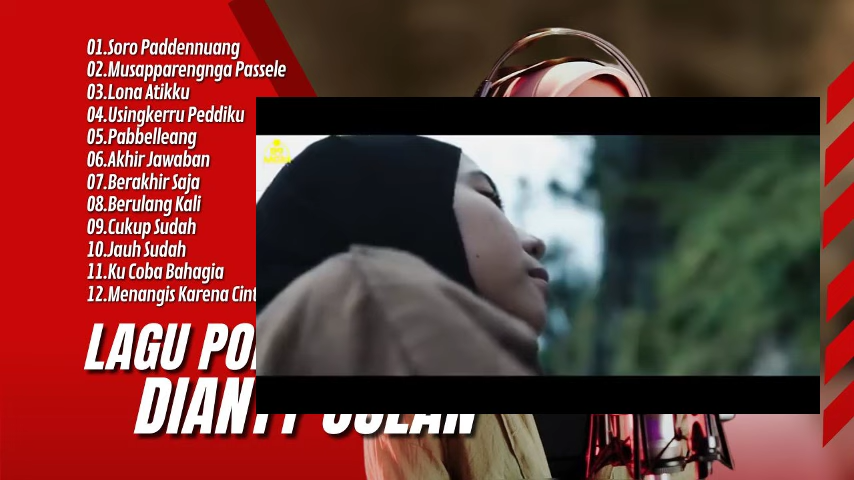 01.Soro Paddennuang
02.Musapparengnga Passele
03.Lona Atikku
04.Usingkerru Peddiku
05.Pabbelleang
06.Akhir Jawaban
07.Berakhir Saja
08.Berulang Kali
09.Cukup Sudah
10.Jauh Sudah
11.Ku Coba Bahagia
12.Menangis Karena Cint
LAGU